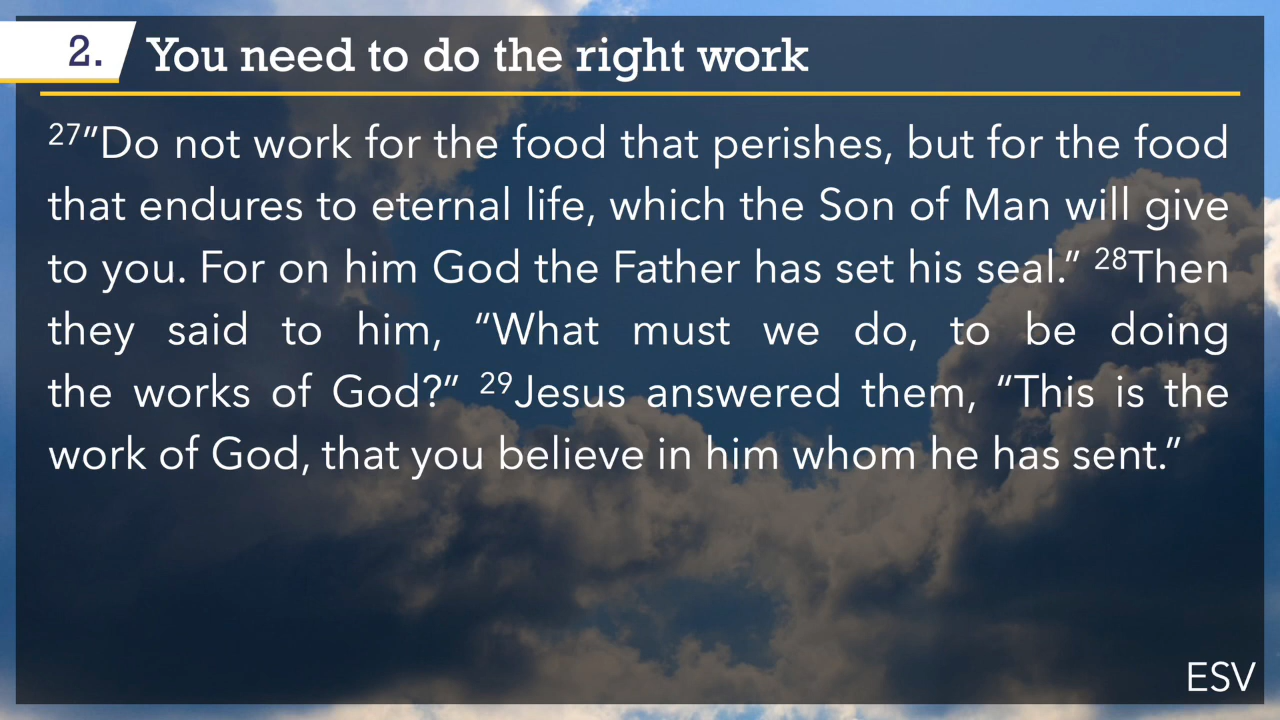 2. You need to do the right work
27"Do not work for the food that perishes, but for the food
that endures to eternal life, which the Son of Man will give
to you. For on him God the Father has set his seal.” 28Then
they said to him, “What must we do, to be doing
the works of God?” 29Jesus answered them, “This is the
work of God, that you believe in him whom he has sent.”
ESV